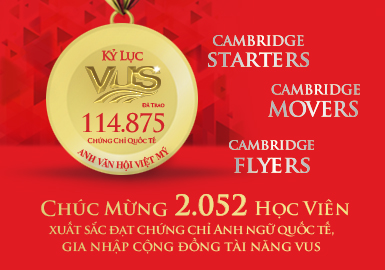 KỶ LỤC
VUS
ĐÃ TRAO
114.875
CHỨNG CHỈ QUỐC TẾ
ANH VĂN HỘI VIỆT MỸ
CAMBRIDGE
STARTERS
CAMBRIDGE
MOVERS
CAMBRIDGE
FLYERS
CHÚC MỪNG 2.052 HỌC VIÊN
XUẤT SẮC ĐẠT CHỨNG CHỈ ANH NGỮ QUỐC TẾ,
GIA NHẬP CỘNG ĐỒNG TÀI NĂNG VUS